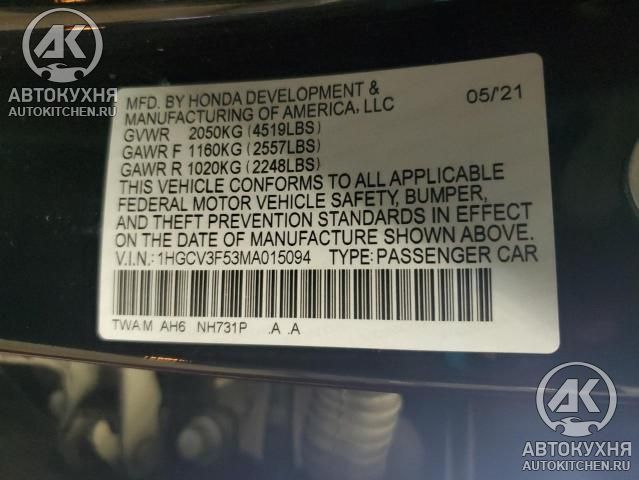 АК
АВТОКУХНЯ
AUTOKITCHEN.RU
MFD. BY HONDA DEVELOPMENT & 05/'21
MANUFACTURING OF AMERICA, LLC
GVWR 2050KG (4519LBS)
GAWR F 1160KG (2557LBS)
GAWR R 1020KG (2248LBS)
THIS VEHICLE CONFORMS TO ALL APPLICABLE
FEDERAL MOTOR VEHICLE SAFETY, BUMPER,
AND THEFT PREVENTION STANDARDS IN EFFECT
ON THE DATE OF MANUFACTURE SHOWN ABOVE.
V.I.N.: 1HGCV3F53MA015094 TYPE: PASSENGER CAR
TWA M AH6 NH731P .A .A
АК
АВТОКУХНЯ
AUTOKITCHEN.RU